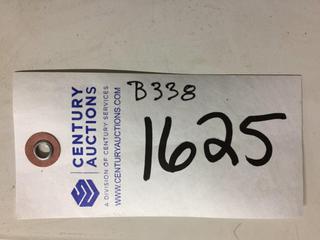 CENTURY
AUCTIONS
A DIVISION OF CENTURY SERVICES
WWW.CENTURYAUCTIONS.COM
B338
1625